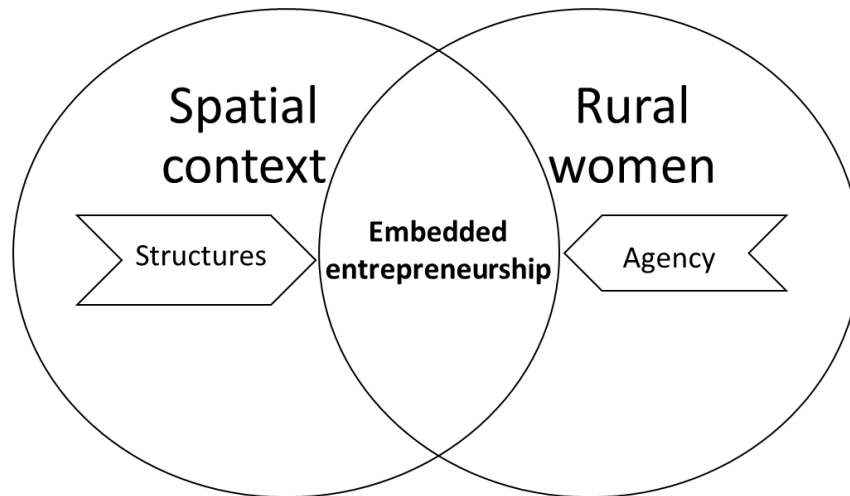 Spatial
context
Rural
women
Structures
Embedded
entrepreneurship
Agency